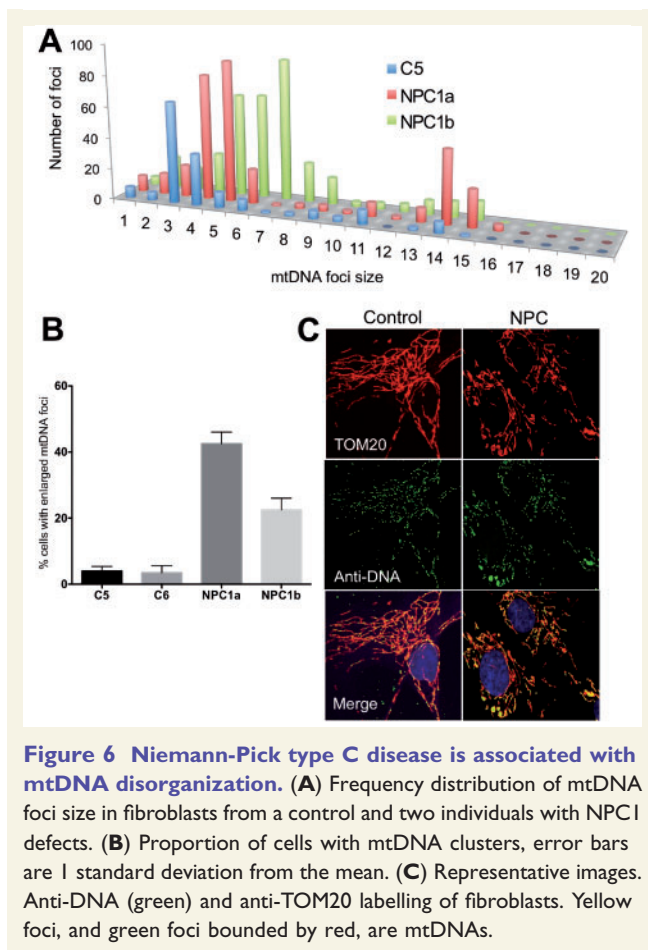 A
100
80
60
40
20
0
Number of foci
C5
NPC1a
NPC1b
1 2 3 4 5 6 7 8 9 10 11 12 13 14 15 16 17 18 19 20
mtDNA foci size
B
60
40
20
0
% cells with enlarged mtDNA foci
C5 C6 NPC1a NPC1b
C
Control NPC
TOM20
Anti-DNA
Merge
Figure 6 Niemann-Pick type C disease is associated with
mtDNA disorganization. (A) Frequency distribution of mtDNA
foci size in fibroblasts from a control and two individuals with NPC1
defects. (B) Proportion of cells with mtDNA clusters, error bars
are 1 standard deviation from the mean. (C) Representative images.
Anti-DNA (green) and anti-TOM20 labelling of fibroblasts. Yellow
foci, and green foci bounded by red, are mtDNAs.